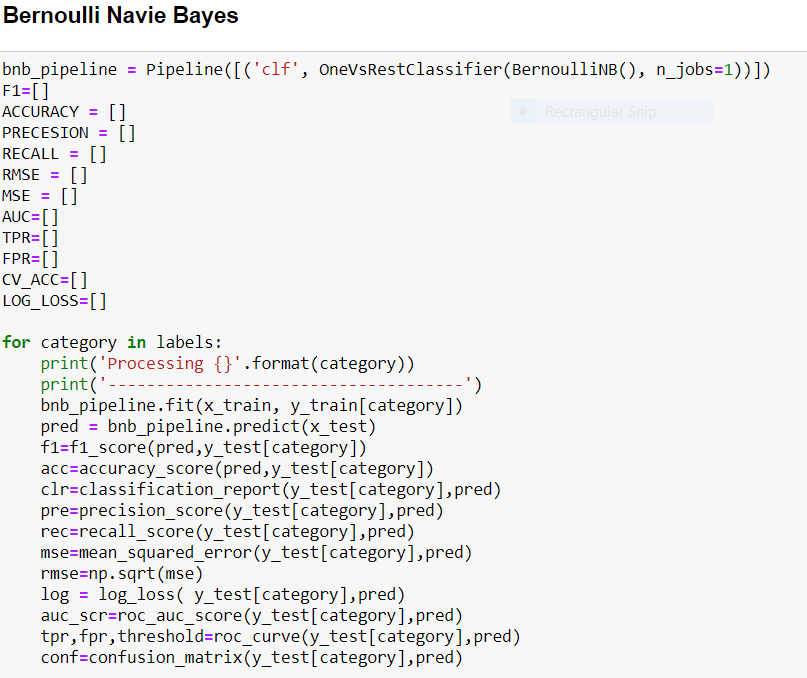 Bernoulli Navie Bayes
bnb_pipeline = Pipeline([('clf', OneVsRestClassifier(BernoulliNB(), n_jobs=1))])
F1=[]
ACCURACY = []
Rectangular Snip
PRECESION = []
RECALL = []
RMSE = []
MSE = []
AUC=[]
TPR=[]
FPR=[]
CV_ACC=[]
LOG_LOSS=[]
for category in labels:
    print('Processing {}'.format(category))
    print('-------------------------------------')
    bnb_pipeline.fit(x_train, y_train[category])
    pred = bnb_pipeline.predict(x_test)
    f1=f1_score(pred,y_test[category])
    acc=accuracy_score(pred,y_test[category])
    clr=classification_report(y_test[category],pred)
    pre=precision_score(y_test[category],pred)
    rec=recall_score(y_test[category],pred)
    mse=mean_squared_error(y_test[category],pred)
    rmse=np.sqrt(mse)
    log = log_loss( y_test[category],pred)
    auc_scr=roc_auc_score(y_test[category],pred)
    tpr,fpr,threshold=roc_curve(y_test[category],pred)
    conf=confusion_matrix(y_test[category],pred)